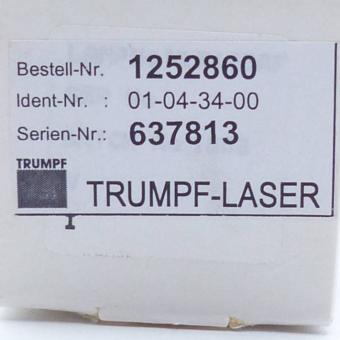 Bestell-Nr. 1252860
Ident-Nr. : 01-04-34-00
Serien-Nr.: 637813
TRUMPF
TRUMPF-LASER